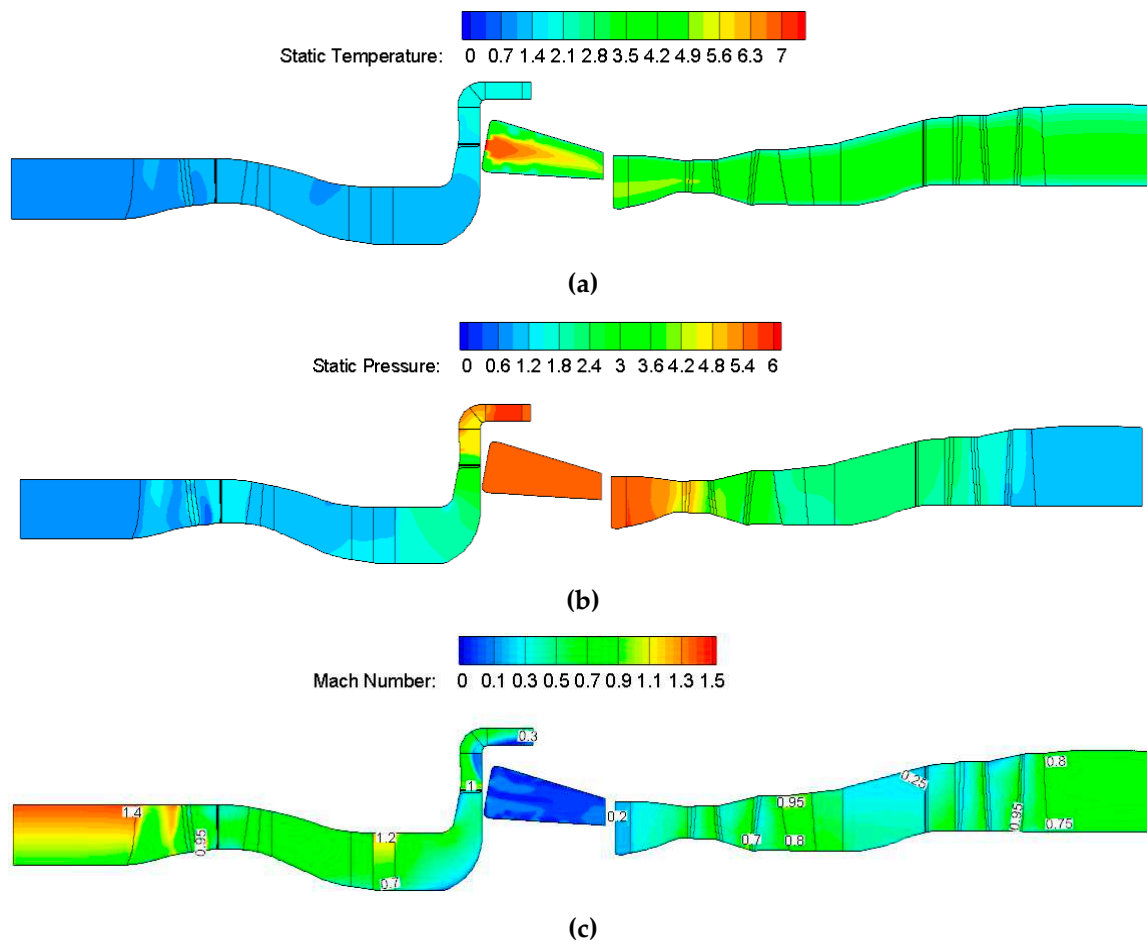 Static Temperature: 0 0.7 1.4 2.1 2.8 3.5 4.2 4.9 5.6 6.3 7
(a)
Static Pressure: 0 0.6 1.2 1.8 2.4 3 3.6 4.2 4.8 5.4 6
(b)
Mach Number: 0 0.1 0.3 0.5 0.7 0.9 1.1 1.3 1.5
0.3
0.8
0.25
1
1.4
0.95
0.2
0.95
0.95
1.2
0.7
0.8
0.75
0.7
(c)